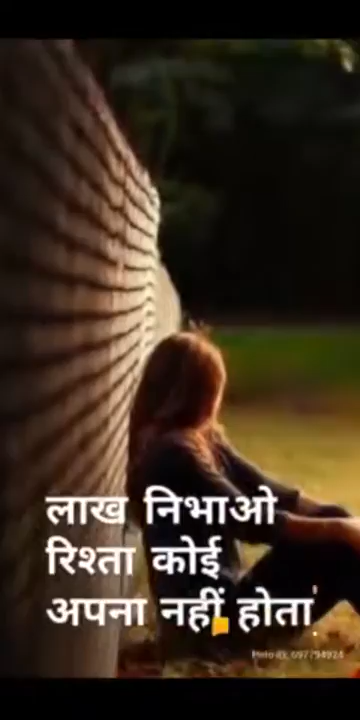 लाख निभाओ
रिश्ता कोई
अपना नहीं होता